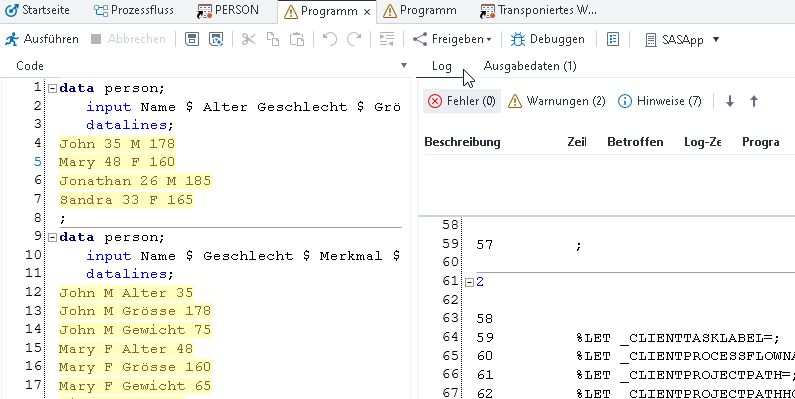 Startseite Prozessfluss PERSON Programm × Programm Transponiertes W...
Ausführen Abbrechen Freigeben Debuggen SASApp
Code
Log Ausgabedaten (1)
Fehler (0) Warnungen (2) Hinweise (7)
Beschreibung Zeil Betroffen Log-Ze Progra
1 data person;
2 input Name $ Alter Geschlecht $ Grö
3 datalines;
4 John 35 M 178
5 Mary 48 F 160
6 Jonathan 26 M 185
7 Sandra 33 F 165
8 ;
9 data person;
10 input Name $ Geschlecht $ Merkmal $
11 datalines;
12 John M Alter 35
13 John M Grösse 178
14 John M Gewicht 75
15 Mary F Alter 48
16 Mary F Grösse 160
17 Mary F Gewicht 65
58
59 57 ;
60
61 2
62
63 58
64 59 %LET _CLIENTTASKLABEL=;
65 60 %LET _CLIENTPROCESSFLOWNA
66 61 %LET _CLIENTPROJECTPATH=;
67 62 %LET _CLIENTPROJECTPATHHO